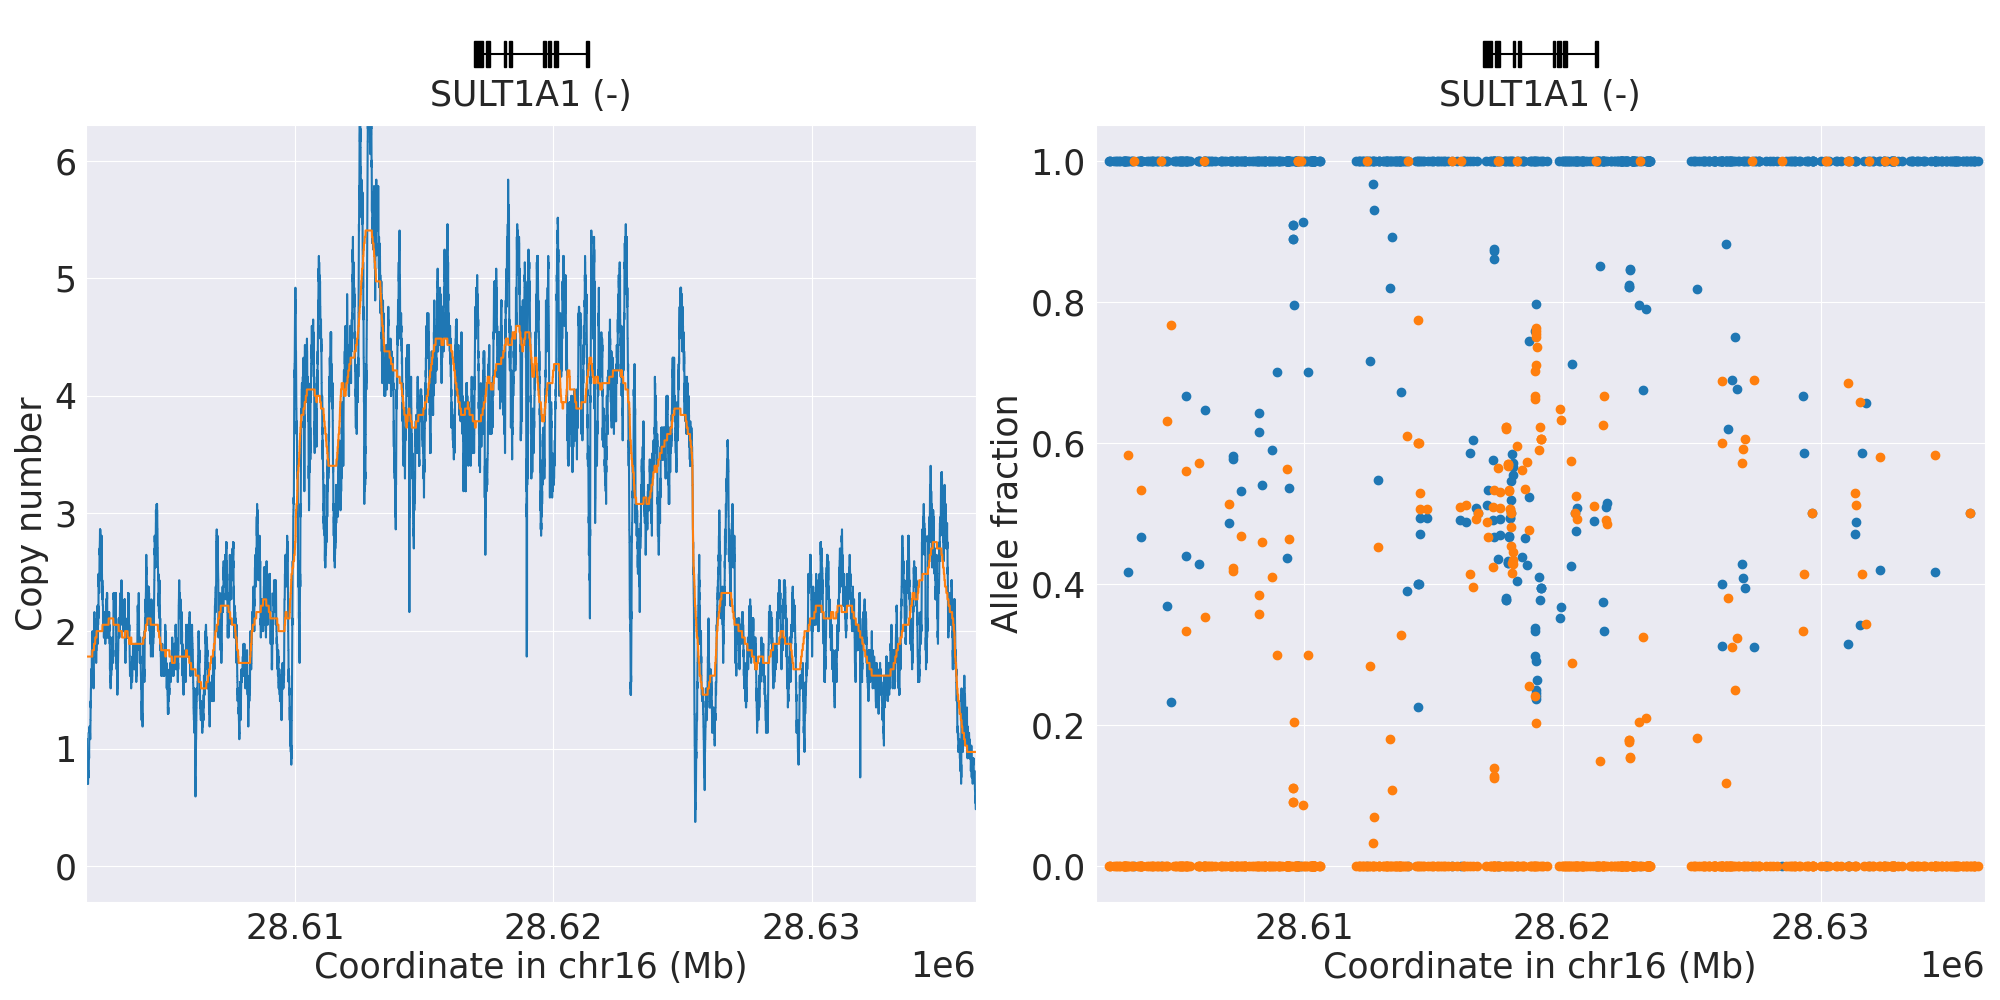 SULT1A1 (-)
Copy number
6
5
4
3
2
1
0
28.61
28.62
28.63
Coordinate in chr16 (Mb)
1e6
SULT1A1 (-)
Allele fraction
1.0
0.8
0.6
0.4
0.2
0.0
28.61
28.62
28.63
Coordinate in chr16 (Mb)
1e6